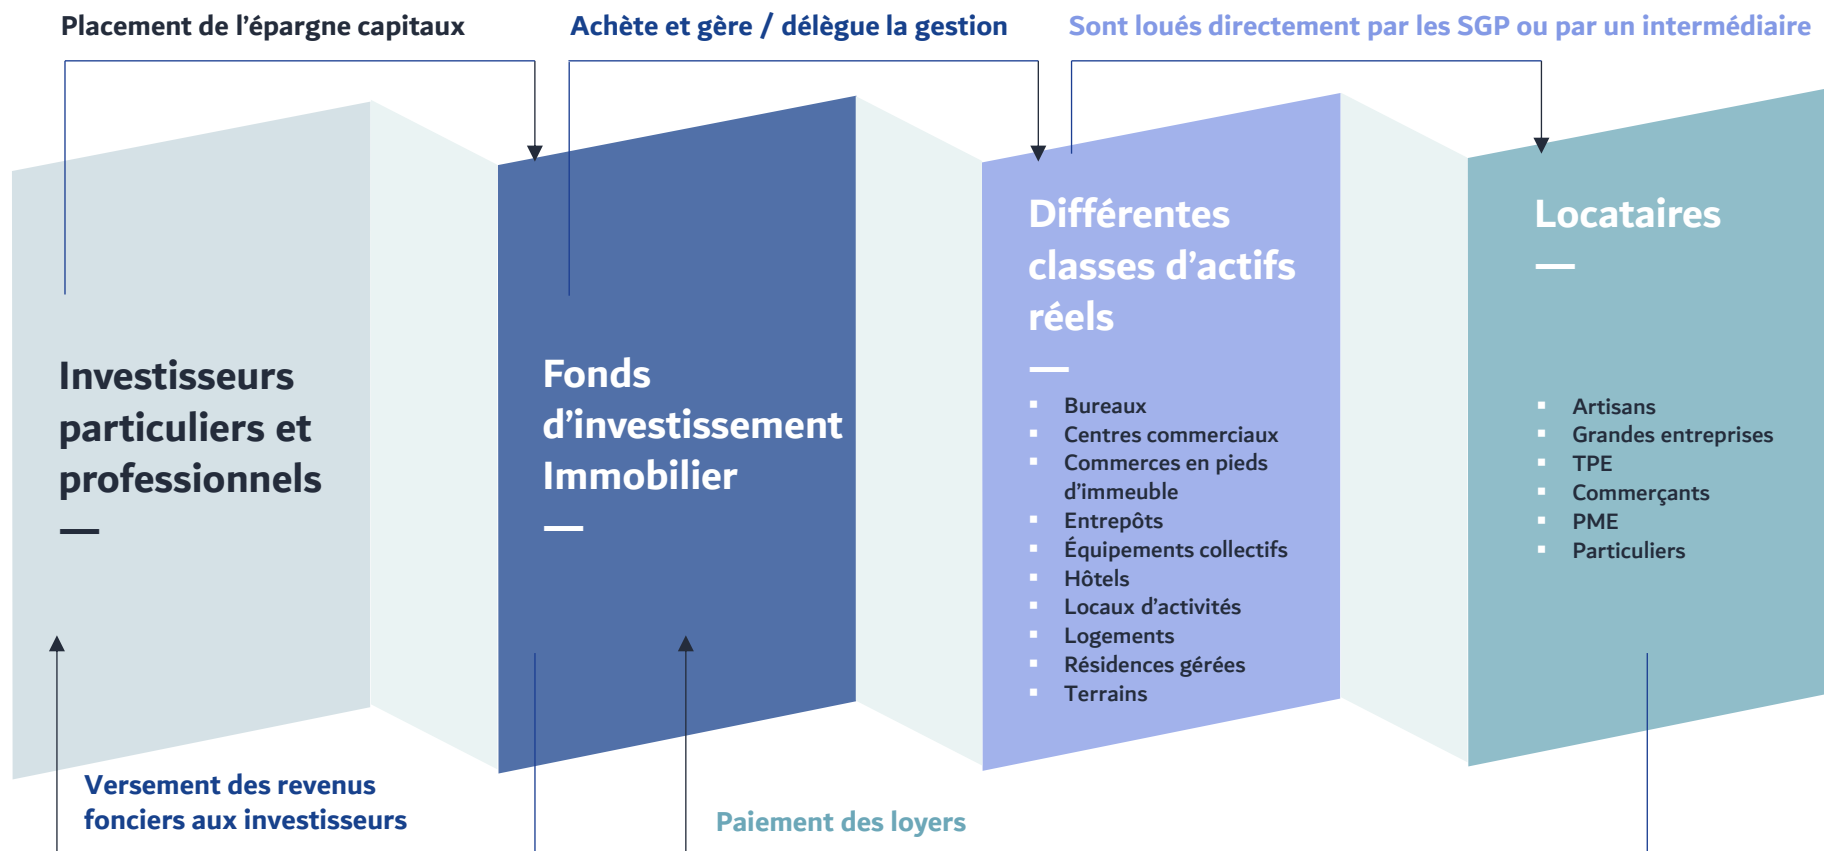 Placement de l’épargne capitaux
Achète et gère / délègue la gestion
Sont loués directement par les SGP ou par un intermédiaire
Investisseurs
particuliers et
professionnels
Fonds
d’investissement
Immobilier
Différentes
classes d’actifs
réels
Bureaux
Centres commerciaux
Commerces en pieds
d’immeuble
Entrepôts
Équipements collectifs
Hôtels
Locaux d’activités
Logements
Résidences gérées
Terrains
Locataires
Artisans
Grandes entreprises
TPE
Commerçants
PME
Particuliers
Versement des revenus
fonciers aux investisseurs
Paiement des loyers